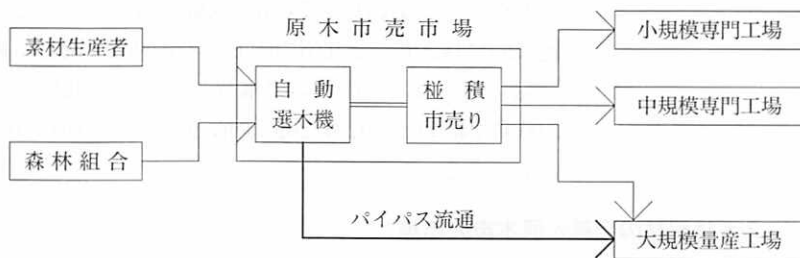 原木市売市場
素材生産者
森林組合
自動
選木機
椪積
市売り
小規模専門工場
中規模専門工場
大規模量産工場
パイパス流通